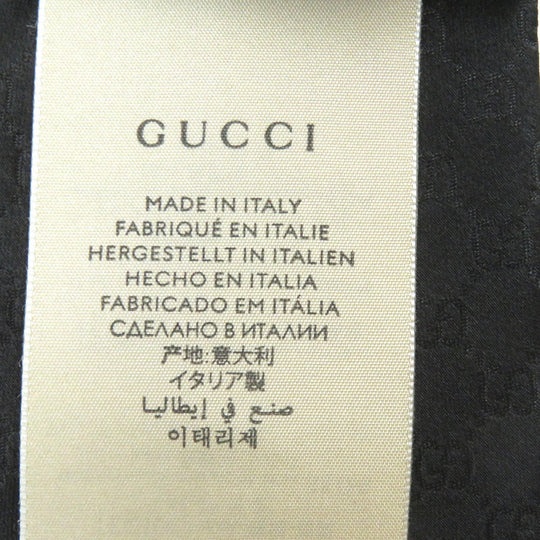 GUCCI
MADE IN ITALY
FABRIQUÉ EN ITALIE
HERGESTELLT IN ITALIEN
HECHO EN ITALIA
FABRICADO EM ITÁLIA
СДЕЛАНО В ИТАЛИИ
产地:意大利
イタリア製
صنع في إيطاليا
이태리제